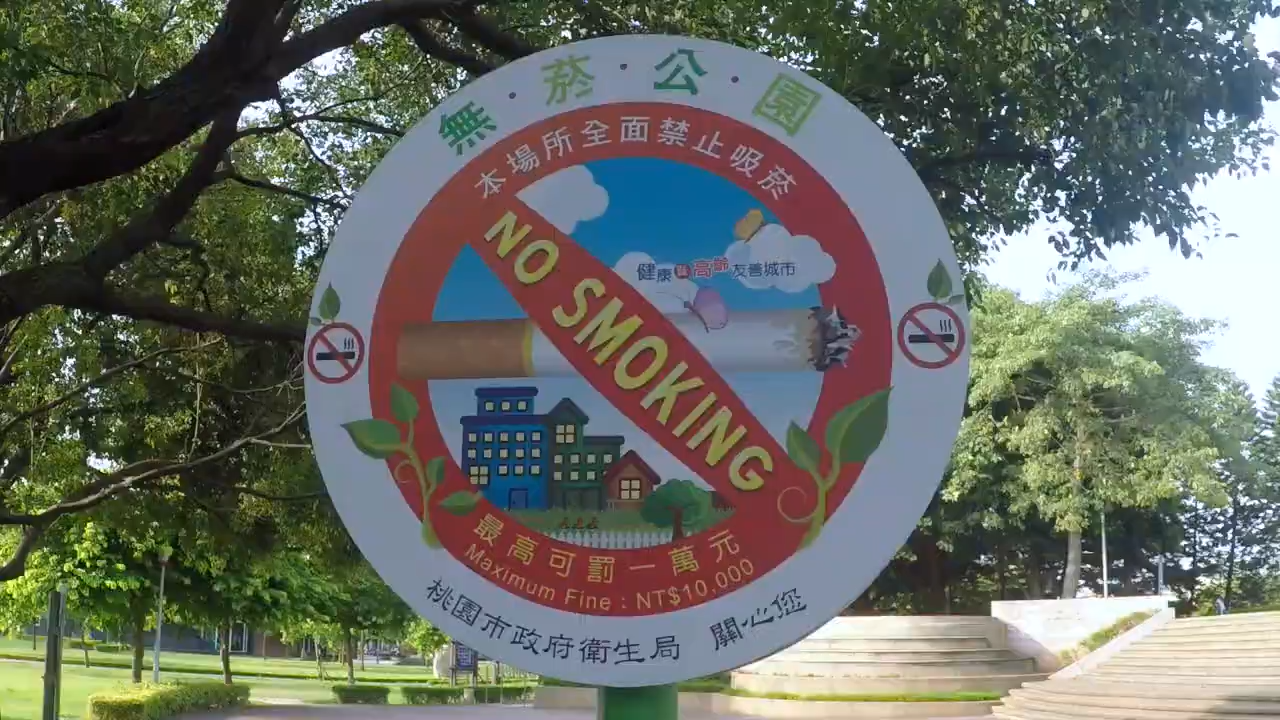 無・菸・公・園
本場所全面禁止吸菸
NO SMOKING
健康暨高齡友善城市
最高可罰一萬元
Maximum Fine : NT$10,000
桃園市政府衛生局 關心您